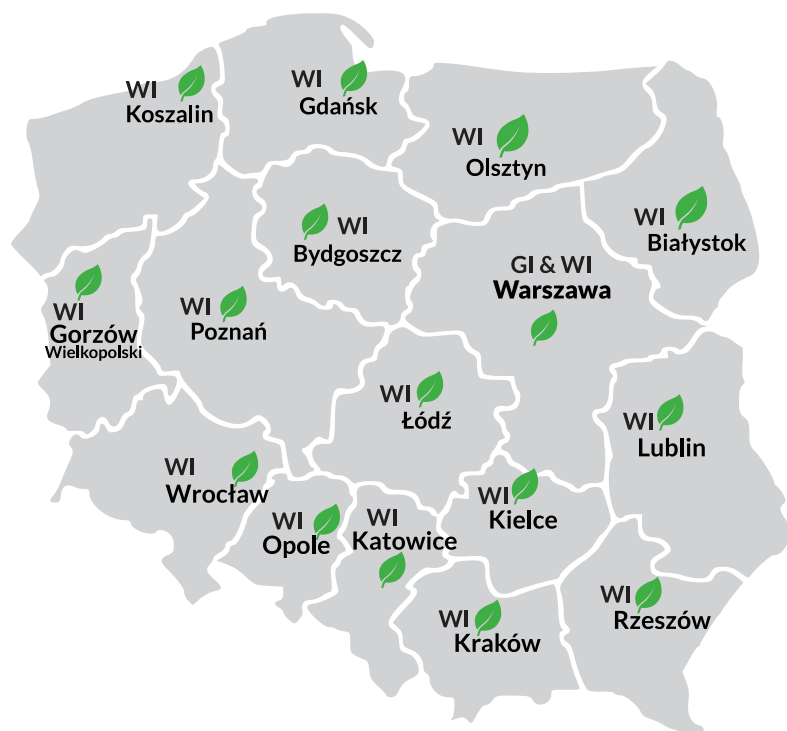 WI
Koszalin
WI
Gdańsk
WI
Olsztyn
WI
Białystok
WI
Bydgoszcz
GI & WI
Warszawa
WI
Gorzów
Wielkopolski
WI
Poznań
WI
Łódź
WI
Lublin
WI
Wrocław
WI
Opole
WI
Katowice
WI
Kielce
WI
Kraków
WI
Rzeszów